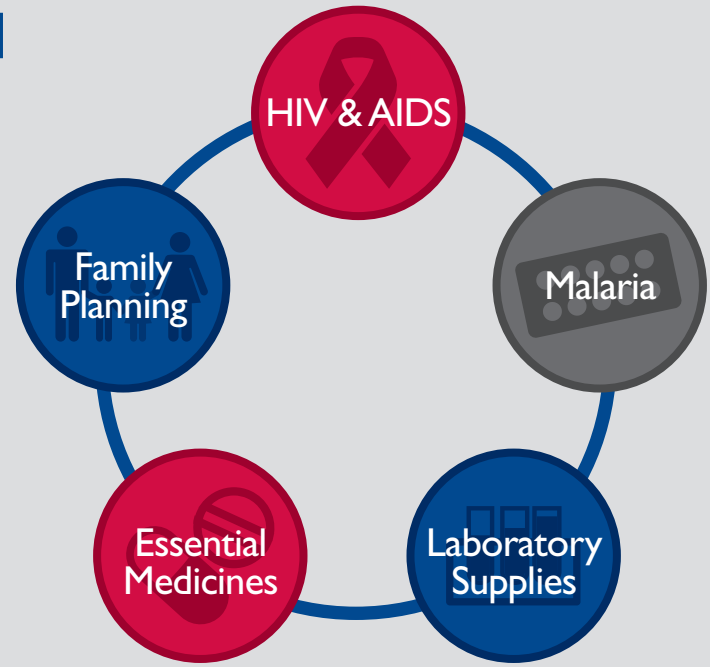 HIV & AIDS
Family
Planning
Malaria
Essential
Medicines
Laboratory
Supplies